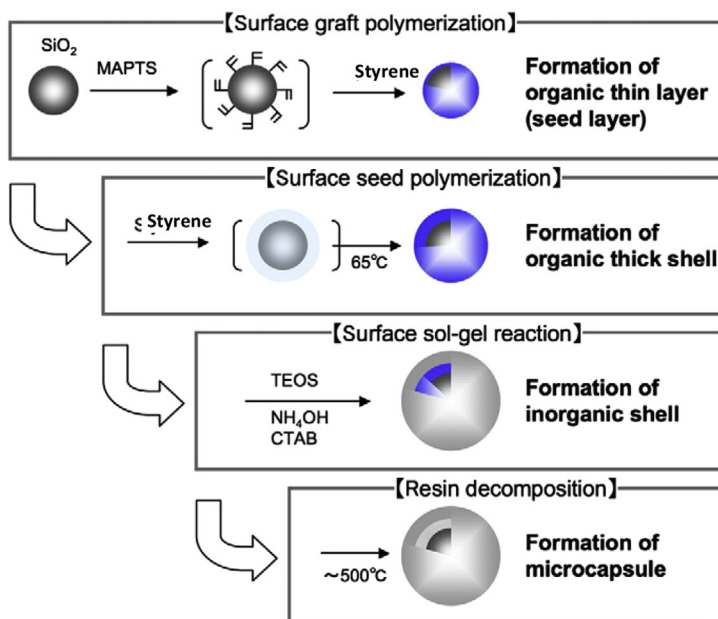 【Surface graft polymerization】
SiO₂
MAPTS
Styrene
Formation of
organic thin layer
(seed layer)
【Surface seed polymerization】
Styrene
65℃
Formation of
organic thick shell
【Surface sol-gel reaction】
TEOS
NH₄OH
CTAB
Formation of
inorganic shell
【Resin decomposition】
~500℃
Formation of
microcapsule